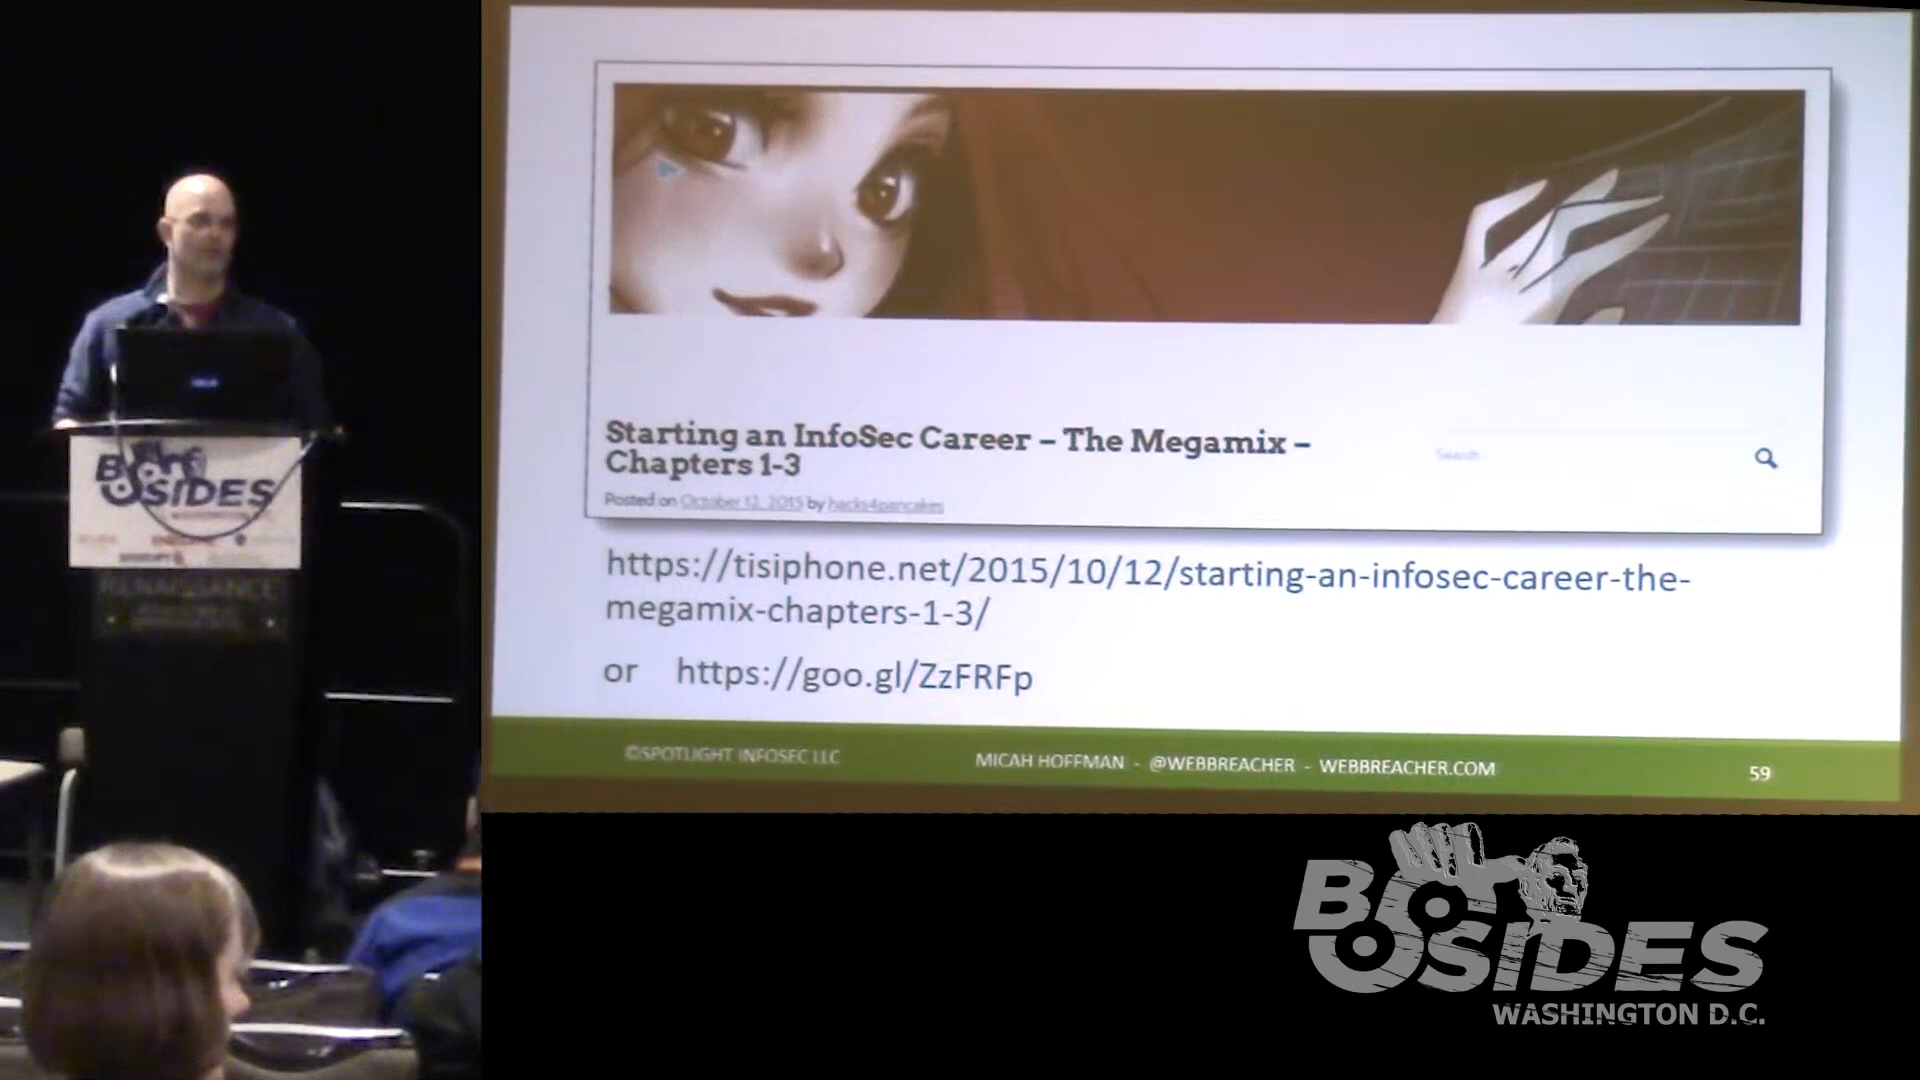 Starting an InfoSec Career – The Megamix –
Chapters 1-3
Search
Posted on October 12, 2015 by hacks4pancakes
https://tisiphone.net/2015/10/12/starting-an-infosec-career-the-
megamix-chapters-1-3/
or https://goo.gl/ZzFRFp
©SPOTLIGHT INFOSEC LLC MICAH HOFFMAN - @WEBBREACHER - WEBBREACHER.COM 59
BSIDES
RENAISSANCE
BSIDES
WASHINGTON D.C.